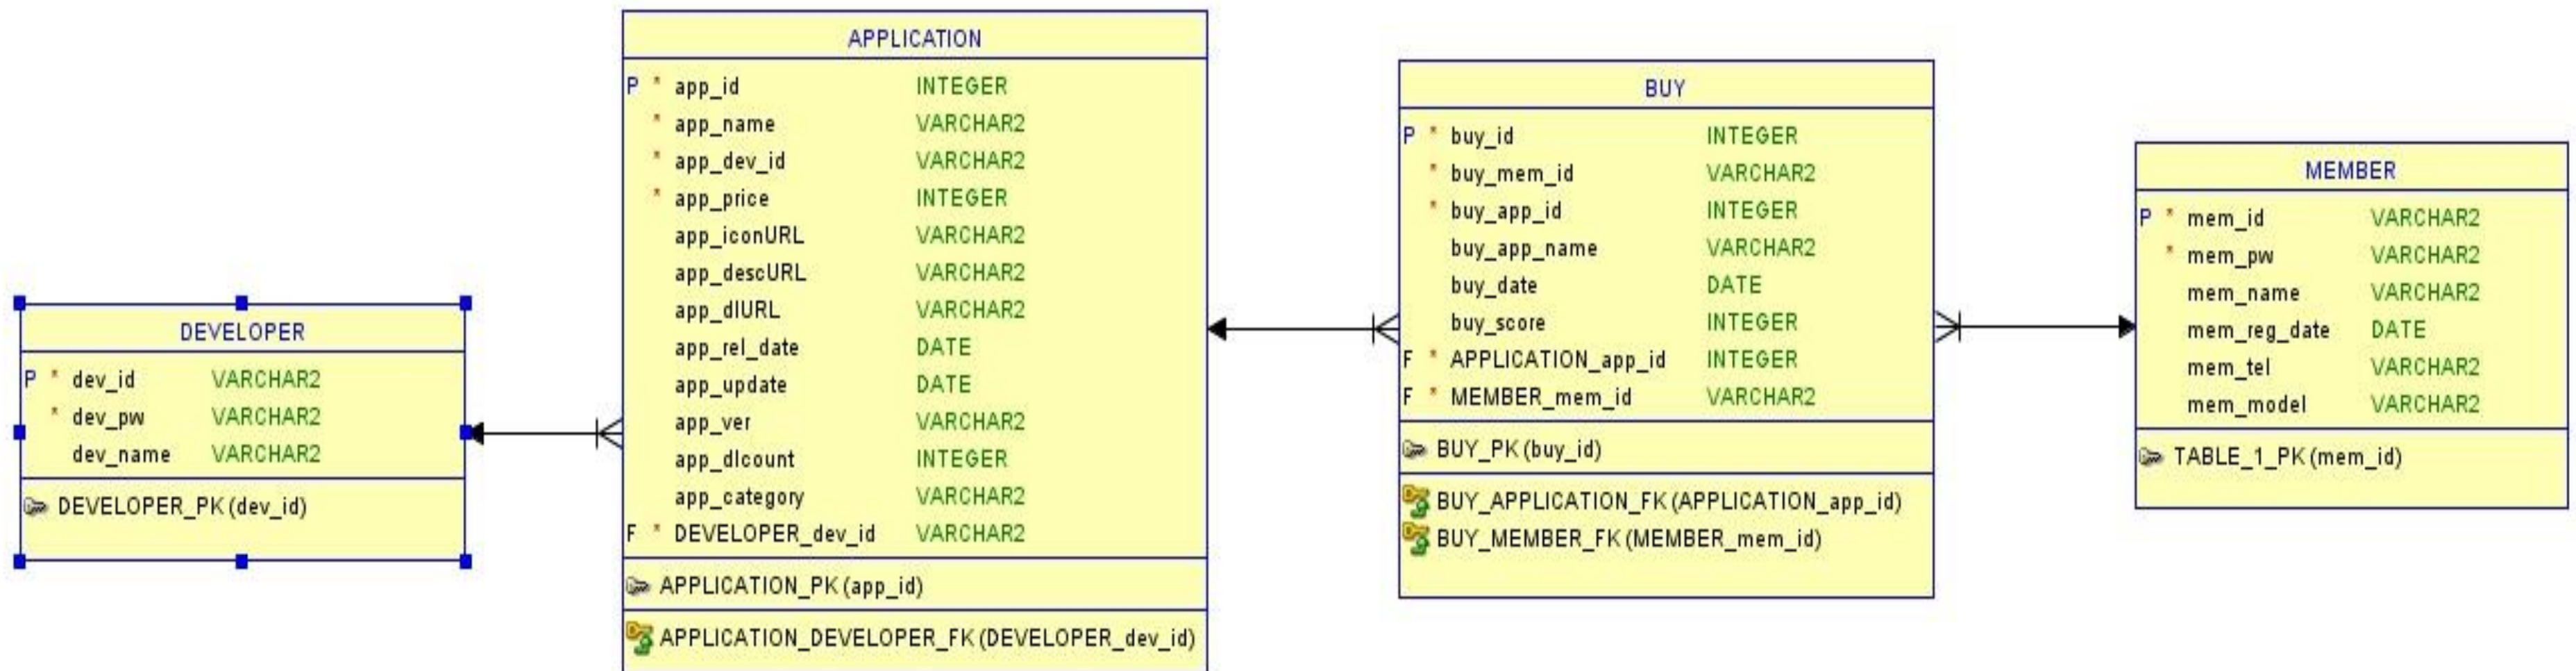 DEVELOPER
P * dev_id VARCHAR2
* dev_pw VARCHAR2
dev_name VARCHAR2
DEVELOPER_PK (dev_id)
APPLICATION
P * app_id INTEGER
* app_name VARCHAR2
* app_dev_id VARCHAR2
* app_price INTEGER
app_iconURL VARCHAR2
app_descURL VARCHAR2
app_dlURL VARCHAR2
app_rel_date DATE
app_update DATE
app_ver VARCHAR2
app_dlcount INTEGER
app_category VARCHAR2
F * DEVELOPER_dev_id VARCHAR2
APPLICATION_PK (app_id)
APPLICATION_DEVELOPER_FK (DEVELOPER_dev_id)
BUY
P * buy_id INTEGER
* buy_mem_id VARCHAR2
* buy_app_id INTEGER
buy_app_name VARCHAR2
buy_date DATE
buy_score INTEGER
F * APPLICATION_app_id INTEGER
F * MEMBER_mem_id VARCHAR2
BUY_PK (buy_id)
BUY_APPLICATION_FK (APPLICATION_app_id)
BUY_MEMBER_FK (MEMBER_mem_id)
MEMBER
P * mem_id VARCHAR2
* mem_pw VARCHAR2
mem_name VARCHAR2
mem_reg_date DATE
mem_tel VARCHAR2
mem_model VARCHAR2
TABLE_1_PK (mem_id)